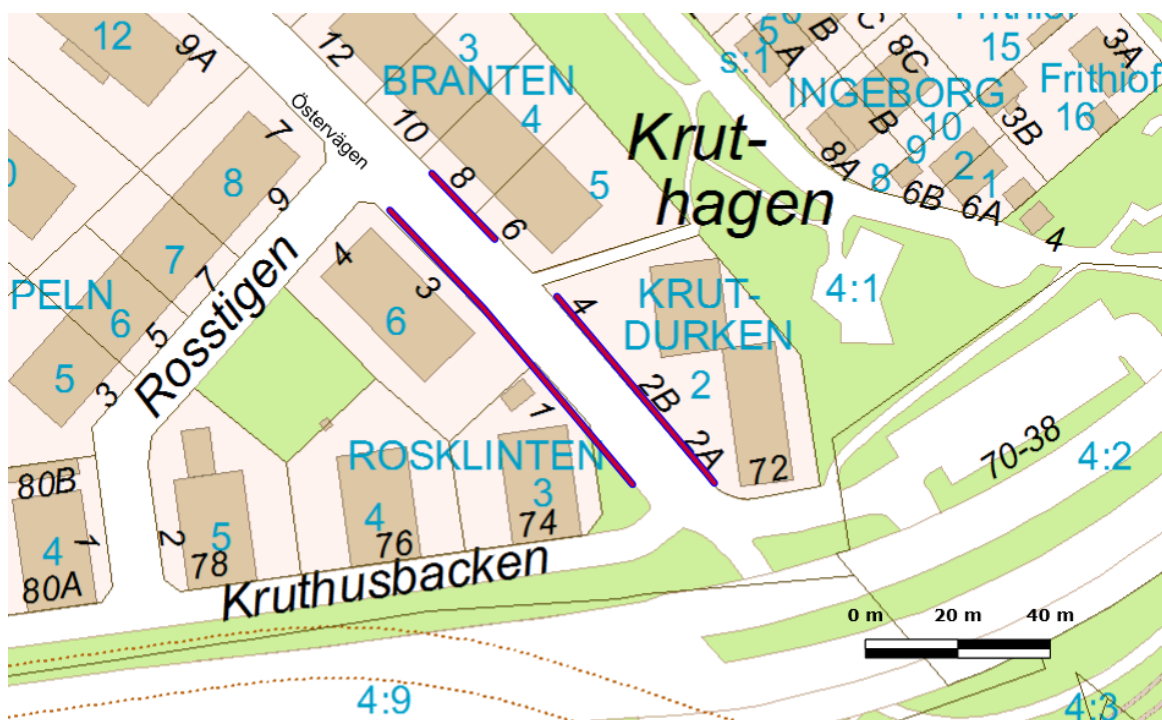 12
9A
12
3
BRANTEN
4
10
5
8
6
Östervägen
7
8
9
7
7
5
6
PELN
5
3
Rosstigen
4
3
6
Krut-
hagen
5
A
B
C
8C
s:1
15
3A
Frithiof
16
INGEBORG
10
3B
B
9
8A
8
2
1
6B
6A
4
4:1
KRUT-
DURKEN
4
2
2B
2A
72
1
ROSKLINTEN
3
74
4
76
5
78
2
80B
4
1
80A
Kruthusbacken
70-38
4:2
0 m 20 m 40 m
4:9
4:3